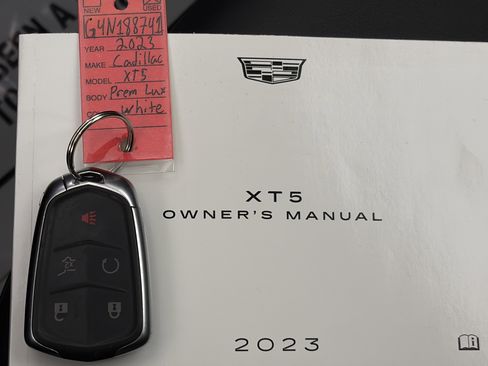 NEW
USED
G4N188741
YEAR 2023
MAKE Cadillac
MODEL XT5
BODY Prem Lux
White
XT5
OWNER'S MANUAL
2023